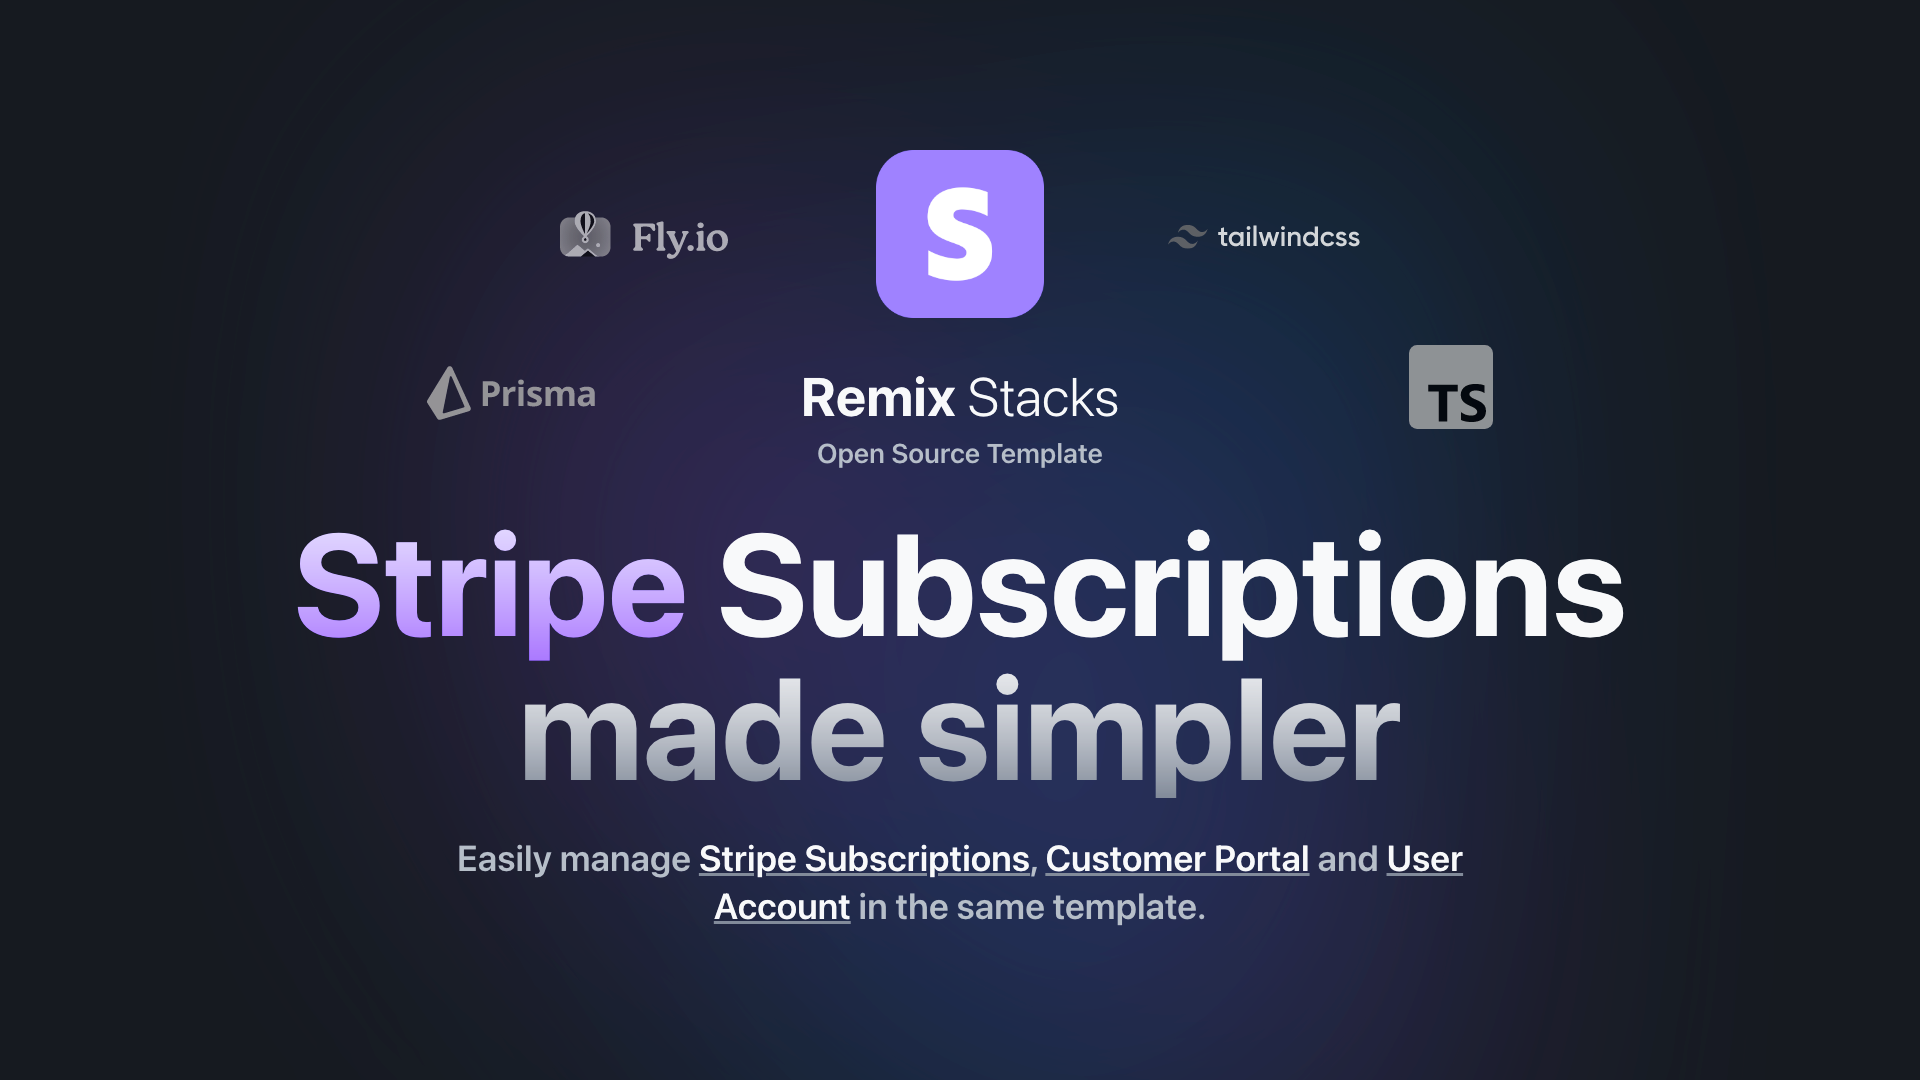 Fly.io
S
tailwindcss
Prisma
Remix Stacks
TS
Open Source Template
Stripe Subscriptions
made simpler
Easily manage Stripe Subscriptions, Customer Portal and User
Account in the same template.